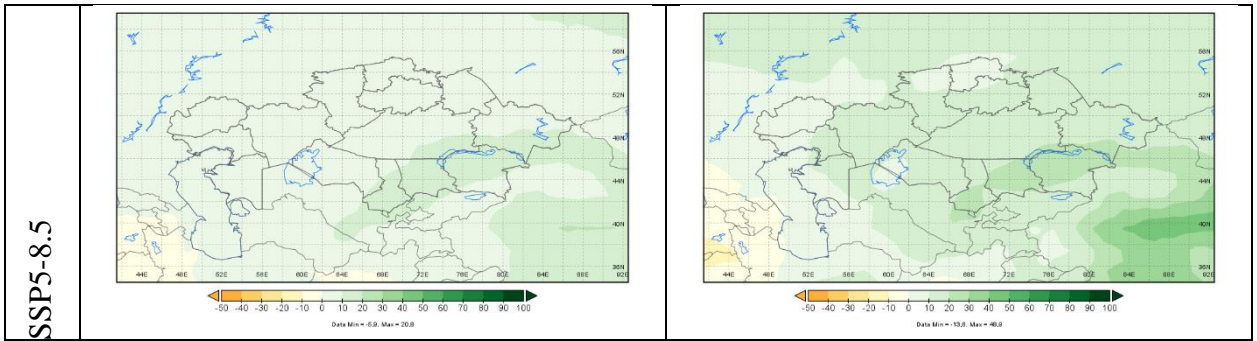 SSP5-8.5
56N
52N
48N
44N
40N
36N
44E 48E 52E 56E 60E 64E 68E 72E 76E 80E 84E 88E 92E
-50 -40 -30 -20 -10 0 10 20 30 40 50 60 70 80 90 100
Data Min = -5.9, Max = 20.8
56N
52N
48N
44N
40N
36N
44E 48E 52E 56E 60E 64E 68E 72E 76E 80E 84E 88E 92E
-50 -40 -30 -20 -10 0 10 20 30 40 50 60 70 80 90 100
Data Min = -13.8, Max = 48.9